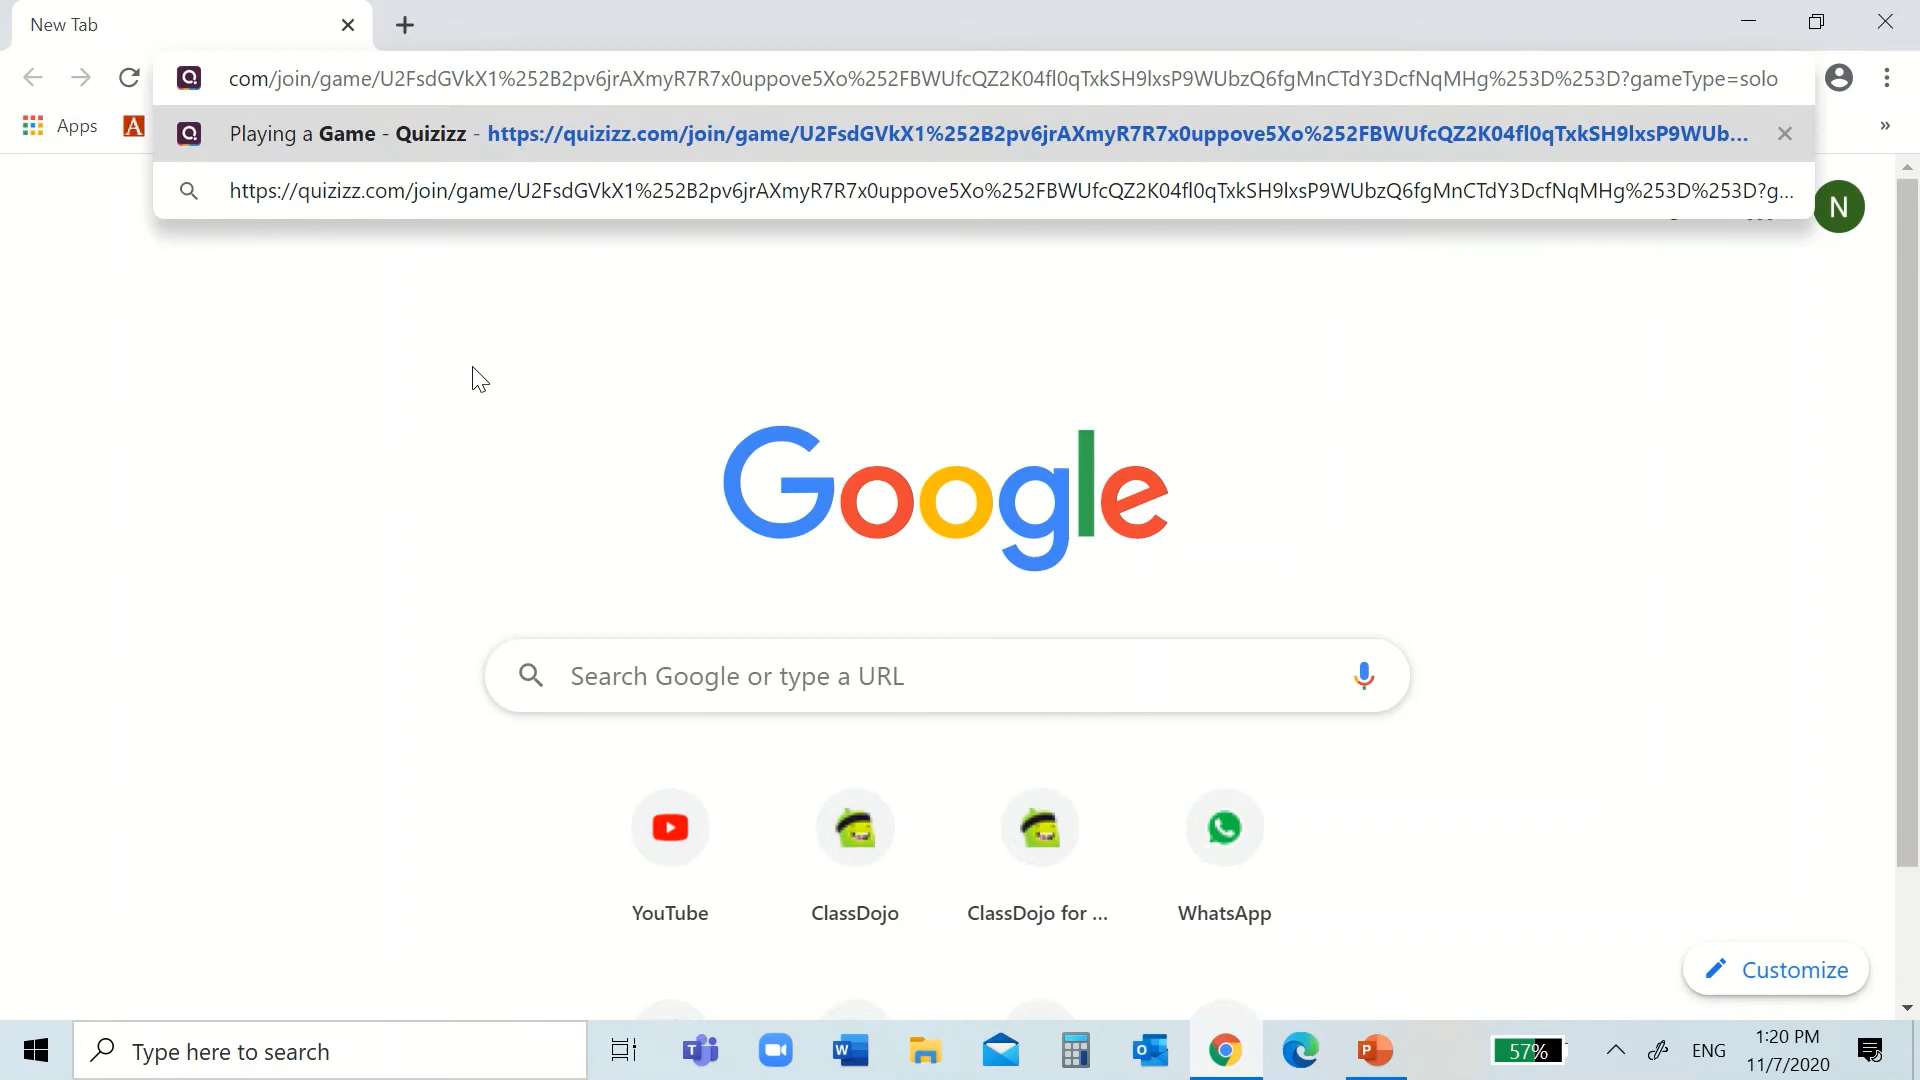 New Tab
com/join/game/U2FsdGVkX1%252B2pv6jrAXmyR7R7x0uppove5Xo%252FBWUfcQZ2K04fl0qTxkSH9lxsP9WUbzQ6fgMnCTdY3DcfNqMHg%253D%253D?gameType=solo
Apps
Playing a Game - Quizizz - https://quizizz.com/join/game/U2FsdGVkX1%252B2pv6jrAXmyR7R7x0uppove5Xo%252FBWUfcQZ2K04fl0qTxkSH9lxsP9WUb...
https://quizizz.com/join/game/U2FsdGVkX1%252B2pv6jrAXmyR7R7x0uppove5Xo%252FBWUfcQZ2K04fl0qTxkSH9lxsP9WUbzQ6fgMnCTdY3DcfNqMHg%253D%253D?g...
N
Google
Search Google or type a URL
YouTube
ClassDojo
ClassDojo for ...
WhatsApp
Customize
Type here to search
57%
ENG
1:20 PM
11/7/2020